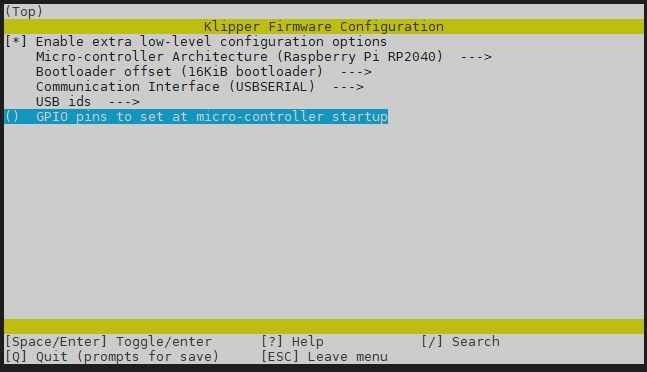 (Top)
Klipper Firmware Configuration
[*] Enable extra low-level configuration options
Micro-controller Architecture (Raspberry Pi RP2040)  --->
Bootloader offset (16KiB bootloader)  --->
Communication Interface (USBSERIAL)  --->
USB ids  --->
()  GPIO pins to set at micro-controller startup
[Space/Enter] Toggle/enter [?] Help [/] Search
[Q] Quit (prompts for save) [ESC] Leave menu